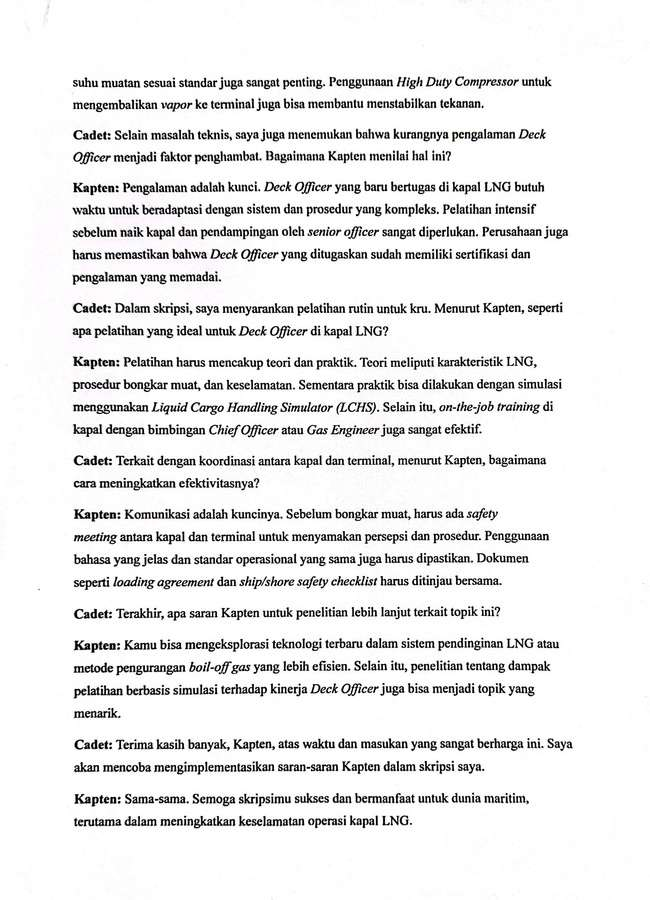 suhu muatan sesuai standar juga sangat penting. Penggunaan High Duty Compressor untuk
mengembalikan vapor ke terminal juga bisa membantu menstabilkan tekanan.
Cadet: Selain masalah teknis, saya juga menemukan bahwa kurangnya pengalaman Deck
Officer menjadi faktor penghambat. Bagaimana Kapten menilai hal ini?
Kapten: Pengalaman adalah kunci. Deck Officer yang baru bertugas di kapal LNG butuh
waktu untuk beradaptasi dengan sistem dan prosedur yang kompleks. Pelatihan intensif
sebelum naik kapal dan pendampingan oleh senior officer sangat diperlukan. Perusahaan juga
harus memastikan bahwa Deck Officer yang ditugaskan sudah memiliki sertifikasi dan
pengalaman yang memadai.
Cadet: Dalam skripsi, saya menyarankan pelatihan rutin untuk kru. Menurut Kapten, seperti
apa pelatihan yang ideal untuk Deck Officer di kapal LNG?
Kapten: Pelatihan harus mencakup teori dan praktik. Teori meliputi karakteristik LNG,
prosedur bongkar muat, dan keselamatan. Sementara praktik bisa dilakukan dengan simulasi
menggunakan Liquid Cargo Handling Simulator (LCHS). Selain itu, on-the-job training di
kapal dengan bimbingan Chief Officer atau Gas Engineer juga sangat efektif.
Cadet: Terkait dengan koordinasi antara kapal dan terminal, menurut Kapten, bagaimana
cara meningkatkan efektivitasnya?
Kapten: Komunikasi adalah kuncinya. Sebelum bongkar muat, harus ada safety
meeting antara kapal dan terminal untuk menyamakan persepsi dan prosedur. Penggunaan
bahasa yang jelas dan standar operasional yang sama juga harus dipastikan. Dokumen
seperti loading agreement dan ship/shore safety checklist harus ditinjau bersama.
Cadet: Terakhir, apa saran Kapten untuk penelitian lebih lanjut terkait topik ini?
Kapten: Kamu bisa mengeksplorasi teknologi terbaru dalam sistem pendinginan LNG atau
metode pengurangan boil-off gas yang lebih efisien. Selain itu, penelitian tentang dampak
pelatihan berbasis simulasi terhadap kinerja Deck Officer juga bisa menjadi topik yang
menarik.
Cadet: Terima kasih banyak, Kapten, atas waktu dan masukan yang sangat berharga ini. Saya
akan mencoba mengimplementasikan saran-saran Kapten dalam skripsi saya.
Kapten: Sama-sama. Semoga skripsimu sukses dan bermanfaat untuk dunia maritim,
terutama dalam meningkatkan keselamatan operasi kapal LNG.